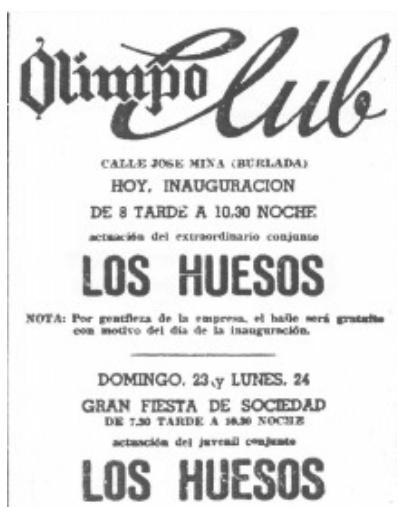 Olimpo Club
CALLE JOSE MINA (BURLADA)
HOY, INAUGURACION
DE 8 TARDE A 10,30 NOCHE
actuación del extraordinario conjunto
LOS HUESOS
NOTA: Por gentileza de la empresa, el baile será gratuito
con motivo del día de la inauguración.
DOMINGO, 23 y LUNES, 24
GRAN FIESTA DE SOCIEDAD
DE 7,30 TARDE A 10,30 NOCHE
actuación del juvenil conjunto
LOS HUESOS